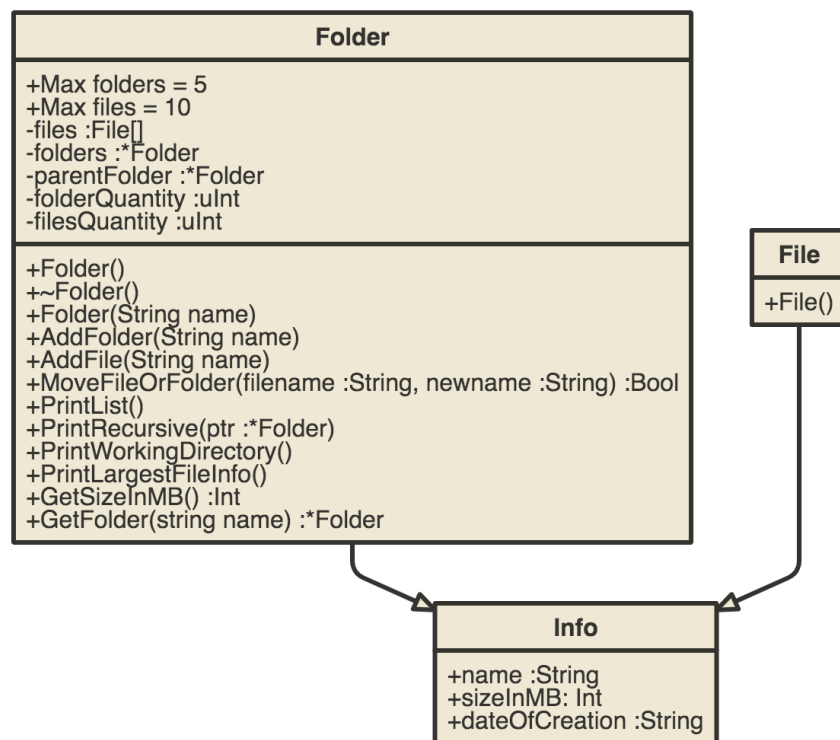 Folder
+Max folders = 5
+Max files = 10
-files :File[]
-folders :*Folder
-parentFolder :*Folder
-folderQuantity :uInt
-filesQuantity :uInt
+Folder()
+~Folder()
+Folder(String name)
+AddFolder(String name)
+AddFile(String name)
+MoveFileOrFolder(filename :String, newname :String) :Bool
+PrintList()
+PrintRecursive(ptr :*Folder)
+PrintWorkingDirectory()
+PrintLargestFileInfo()
+GetSizeInMB() :Int
+GetFolder(string name) :*Folder
File
+File()
Info
+name :String
+sizeInMB: Int
+dateOfCreation :String